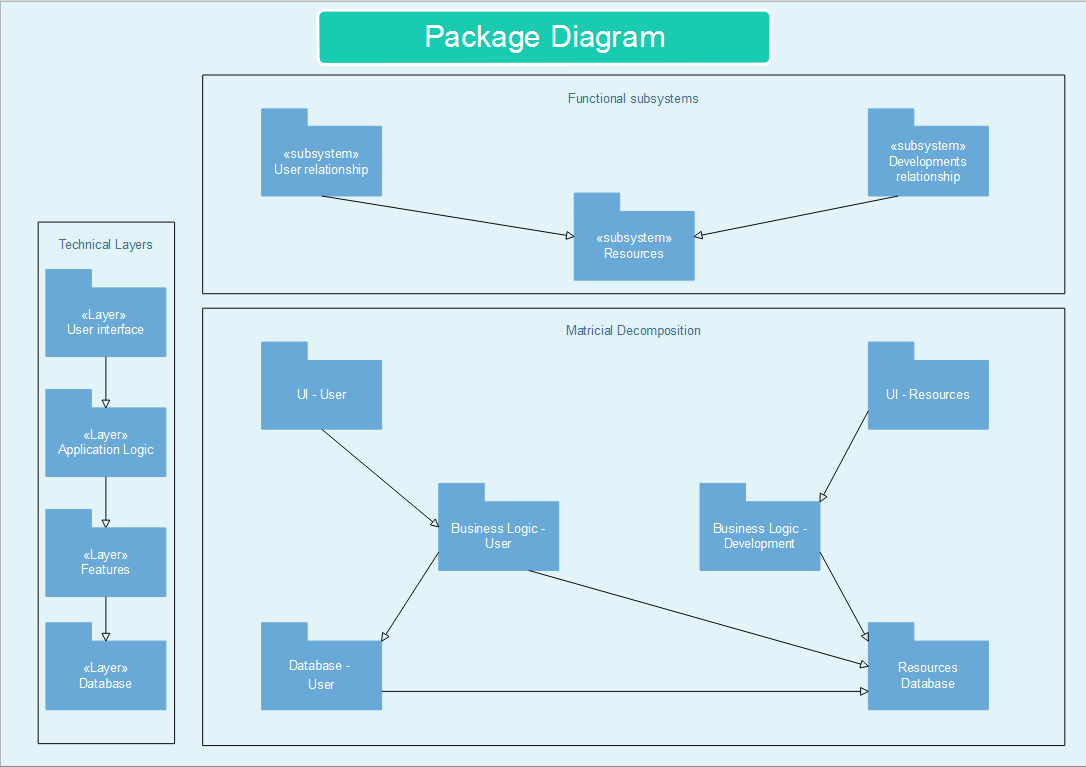 Package Diagram
Functional subsystems
«subsystem»
User relationship
«subsystem»
Developments
relationship
«subsystem»
Resources
Technical Layers
«Layer»
User interface
«Layer»
Application Logic
«Layer»
Features
«Layer»
Database
Matricial Decomposition
UI - User
UI - Resources
Business Logic -
User
Business Logic -
Development
Database -
User
Resources
Database